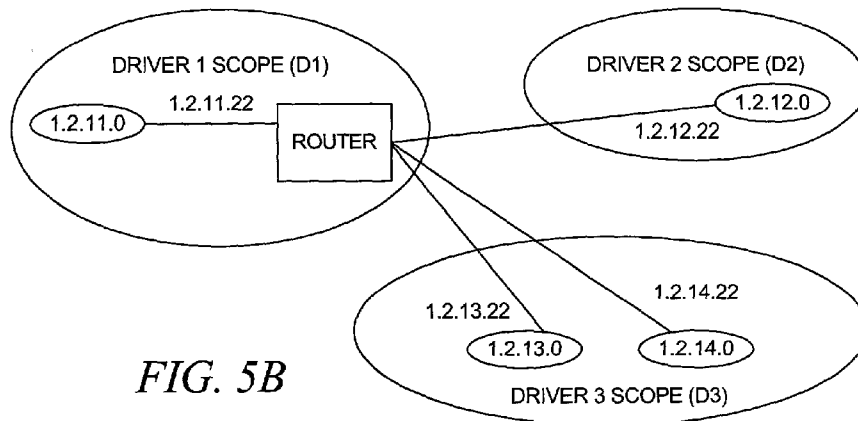 DRIVER 1 SCOPE (D1)
1.2.11.22
1.2.11.0
ROUTER
DRIVER 2 SCOPE (D2)
1.2.12.0
1.2.12.22
1.2.14.22
1.2.13.22
1.2.13.0
1.2.14.0
DRIVER 3 SCOPE (D3)
FIG. 5B